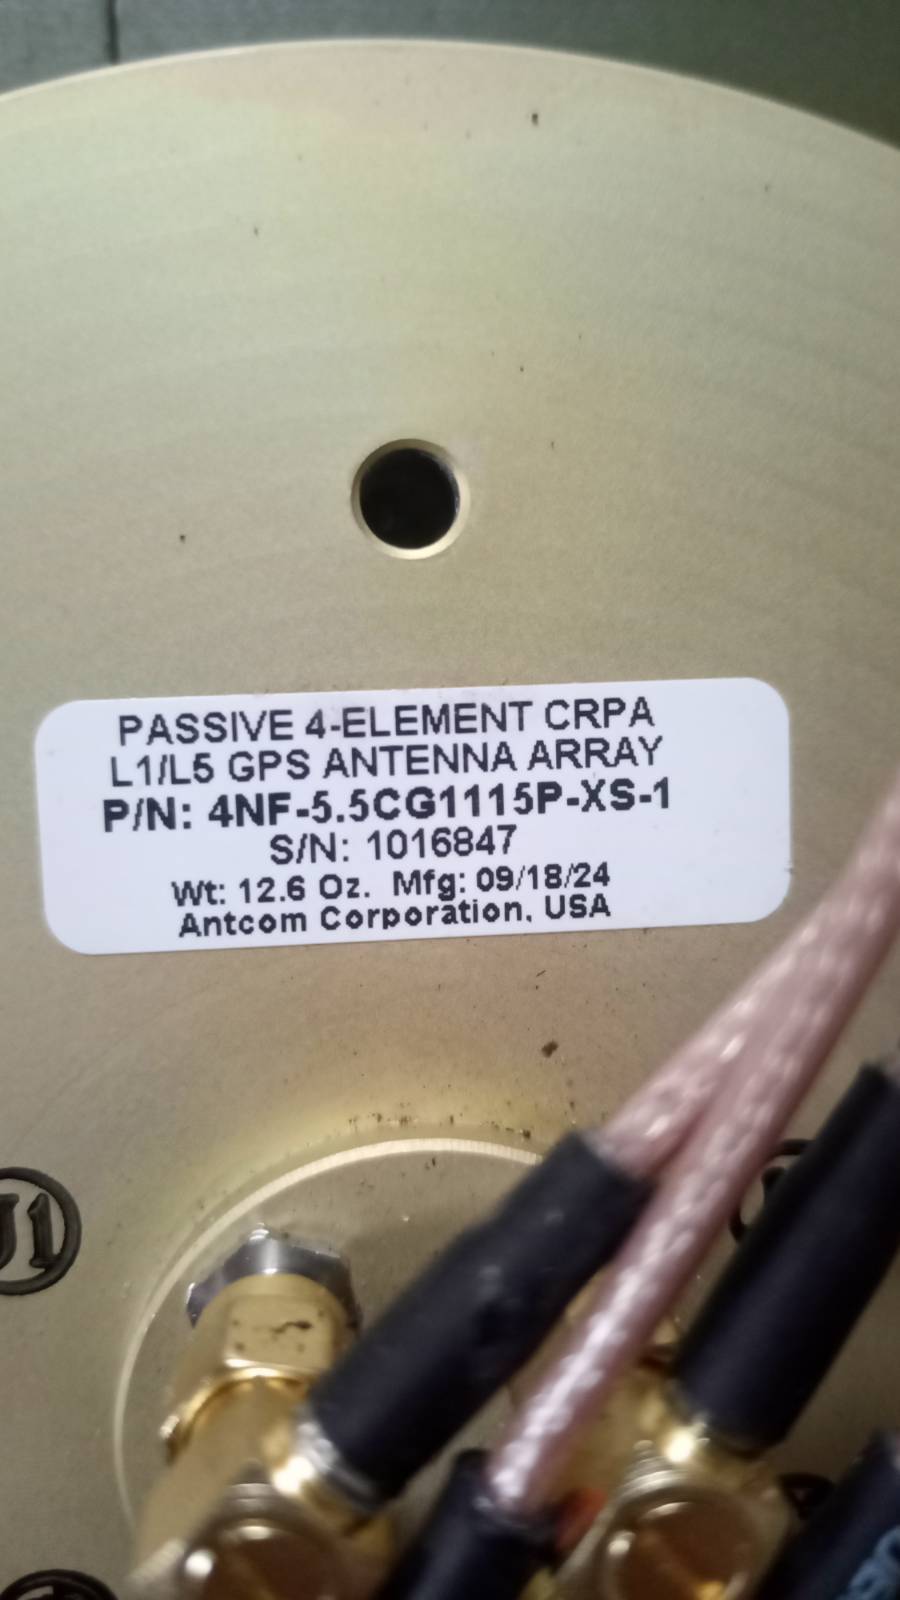 PASSIVE 4-ELEMENT CRPA
L1/L5 GPS ANTENNA ARRAY
P/N: 4NF-5.5CG1115P-XS-1
S/N: 1016847
Wt: 12.6 Oz. Mfg: 09/18/24
Antcom Corporation, USA
J1